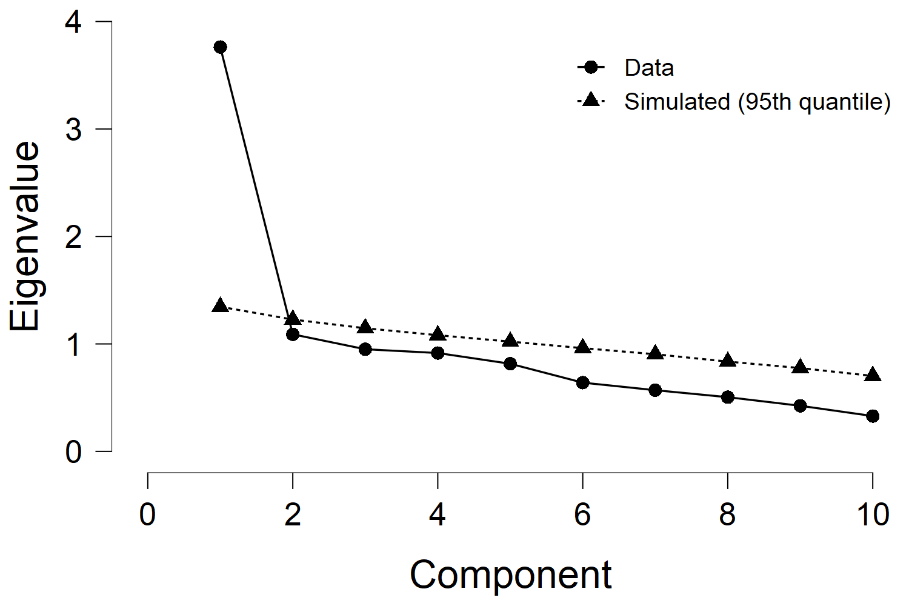 4
3
2
1
0
Eigenvalue
Data
Simulated (95th quantile)
0 2 4 6 8 10
Component